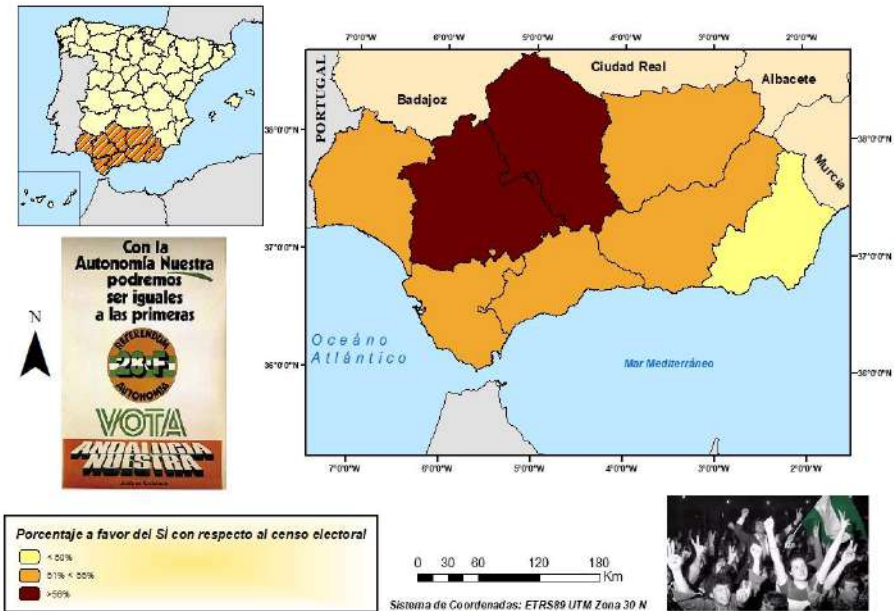 PORTUGAL
Badajoz
Ciudad Real
Albacete
Murcia
38°0'0"N
37°0'0"N
36°0'0"N
7°0'0"W
6°0'0"W
5°0'0"W
4°0'0"W
3°0'0"W
2°0'0"W
38°0'0"N
37°0'0"N
36°0'0"N
7°0'0"W
6°0'0"W
5°0'0"W
4°0'0"W
3°0'0"W
2°0'0"W
Océano
Atlántico
Mar Mediterráneo
Con la
Autonomía Nuestra
podremos
ser iguales
a las primeras
REFERENDUM
28·F
AUTONOMIA
VOTA
ANDALUCIA
NUESTRA
N
Porcentaje a favor del SÍ con respecto al censo electoral
0 30 60 120 180
Km
Sistema de Coordenadas: ETRS89 UTM Zona 30 N